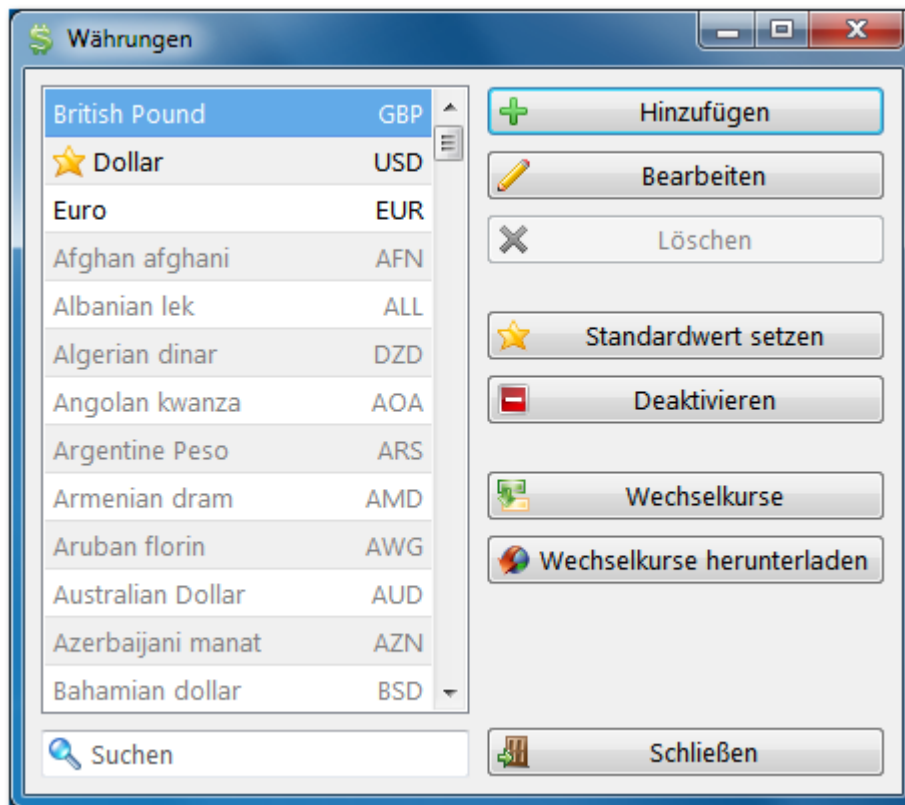 Währungen
British Pound GBP
Dollar USD
Euro EUR
Afghan afghani AFN
Albanian lek ALL
Algerian dinar DZD
Angolan kwanza AOA
Argentine Peso ARS
Armenian dram AMD
Aruban florin AWG
Australian Dollar AUD
Azerbaijani manat AZN
Bahamian dollar BSD
Suchen
Hinzufügen
Bearbeiten
Löschen
Standardwert setzen
Deaktivieren
Wechselkurse
Wechselkurse herunterladen
Schließen